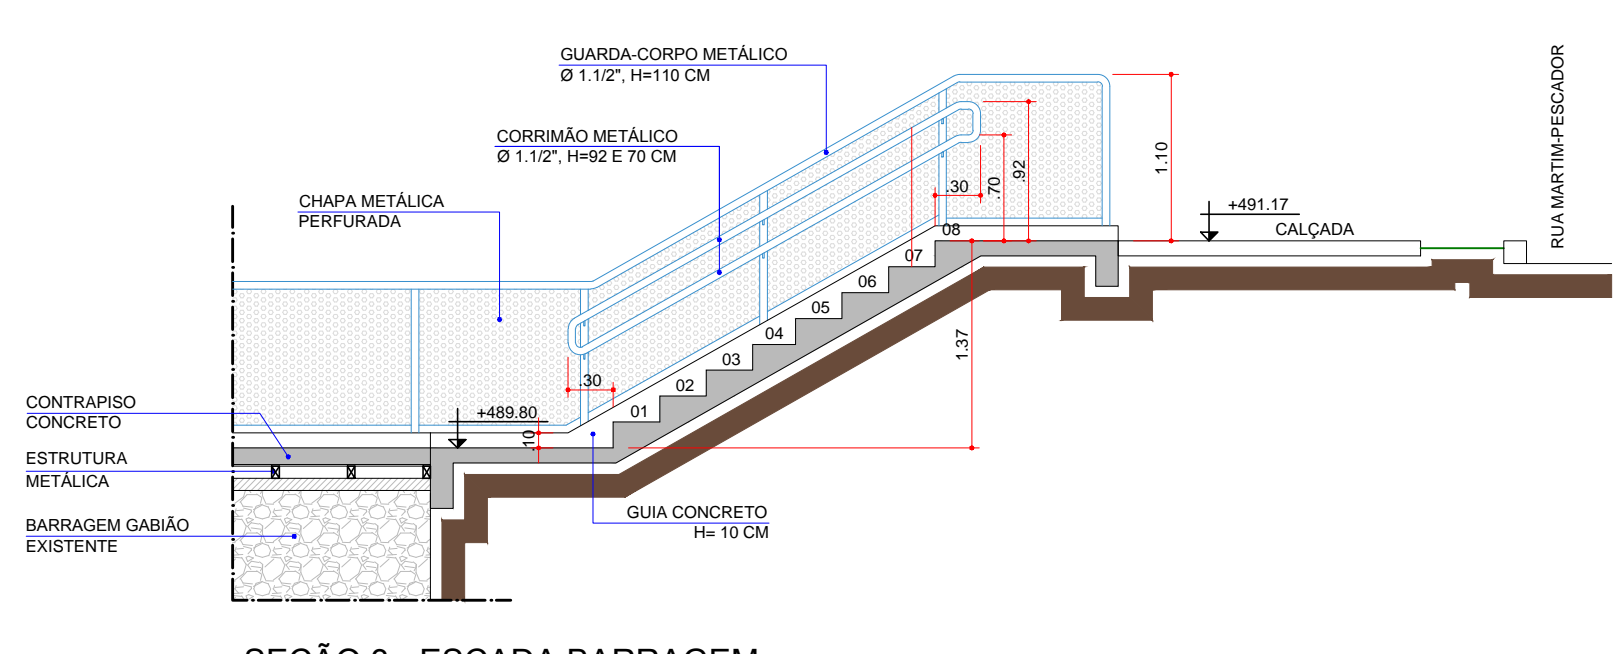 GUARDA-CORPO METÁLICO
Ø 1.1/2", H=110 CM
CORRIMÃO METÁLICO
Ø 1.1/2", H=92 E 70 CM
CHAPA METÁLICA
PERFURADA
RUA MARTIM-PESCADOR
1.10
.92
.70
.30
+491.17
CALÇADA
08
07
06
05
04
03
02
01
1.37
.30
+489.80
.10
CONTRAPISO
CONCRETO
ESTRUTURA
METÁLICA
BARRAGEM GABIÃO
EXISTENTE
GUIA CONCRETO
H= 10 CM
ESCADA BARRAGEM